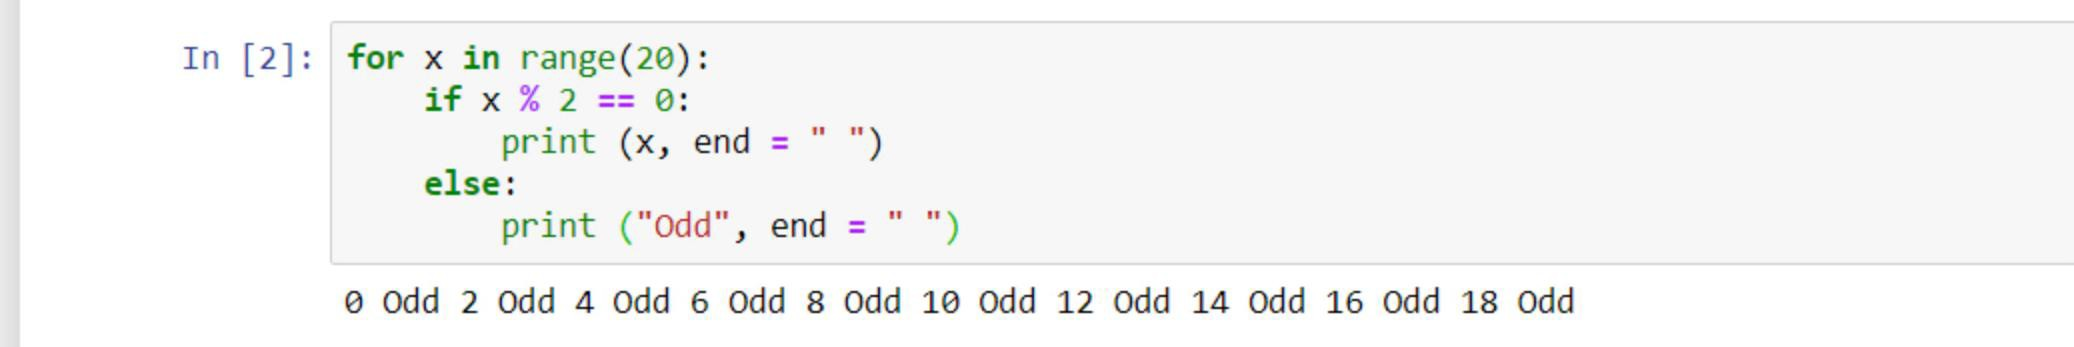 In [2]: for x in range(20):
    if x % 2 == 0:
        print (x, end = " ")
    else:
        print ("Odd", end = " ")
0 Odd 2 Odd 4 Odd 6 Odd 8 Odd 10 Odd 12 Odd 14 Odd 16 Odd 18 Odd